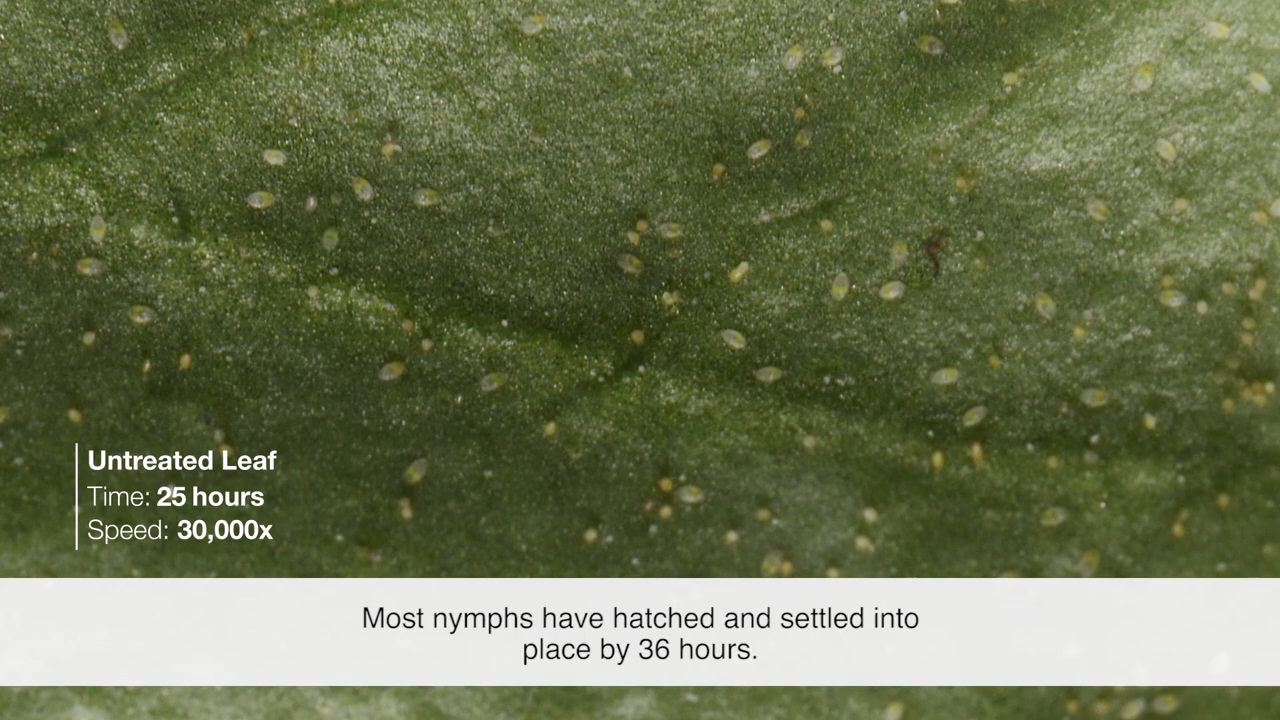 Untreated Leaf
Time: 25 hours
Speed: 30,000x
Most nymphs have hatched and settled into
place by 36 hours.